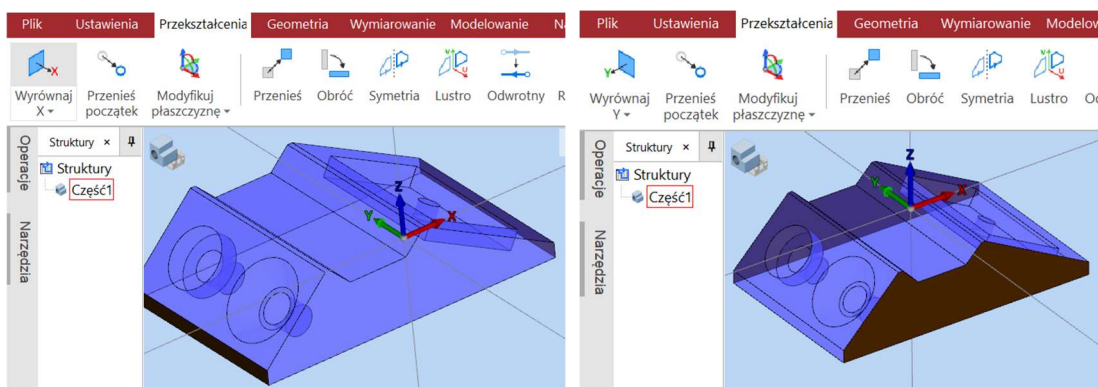 Plik Ustawienia Przekształcenia Geometria Wymiarowanie Modelowanie
Wyrównaj X Przenieś początek Modyfikuj płaszczyznę Przenieś Obróć Symetria Lustro Odwrotny
Operacje
Narzędzia
Struktury ×
Struktury
Część1
Z
Y
X
Plik Ustawienia Przekształcenia Geometria Wymiarowanie Modelow
Wyrównaj Y Przenieś początek Modyfikuj płaszczyznę Przenieś Obróć Symetria Lustro
Operacje
Narzędzia
Struktury ×
Struktury
Część1
Z
Y
X